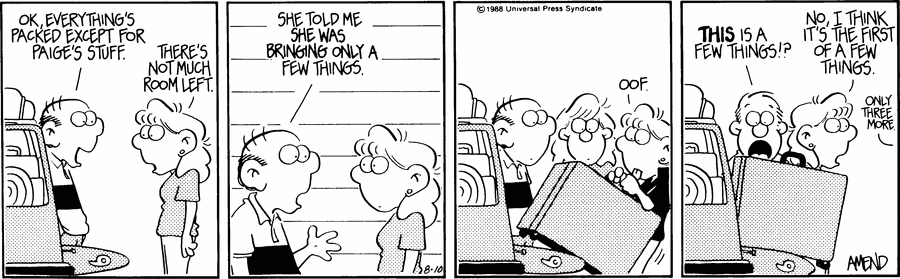 OK, EVERYTHING'S
PACKED EXCEPT FOR
PAIGE'S STUFF.
THERE'S
NOT MUCH
ROOM LEFT.
SHE TOLD ME
SHE WAS
BRINGING ONLY A
FEW THINGS.
8-10
©1988 Universal Press Syndicate
OOF.
THIS IS A
FEW THINGS!?
NO, I THINK
IT'S THE FIRST
OF A FEW
THINGS.
ONLY
THREE
MORE.
AMEND